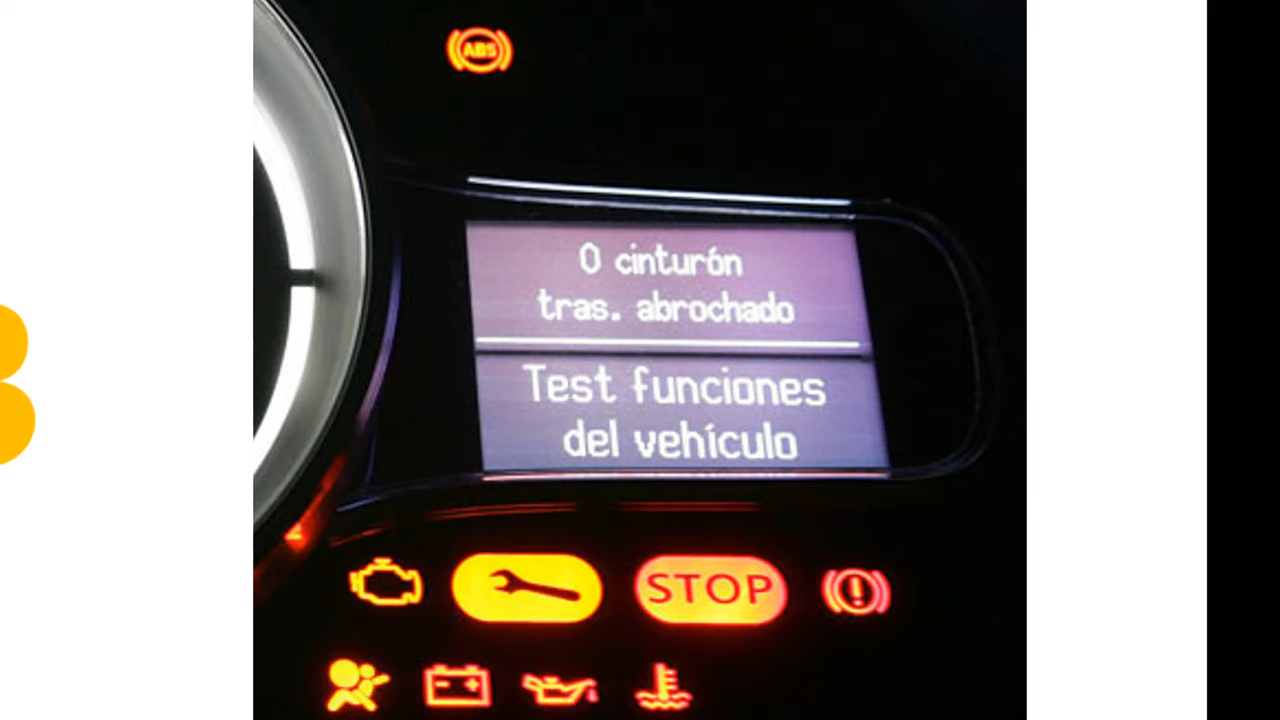 ABS
0 cinturón
tras. abrochado
Test funciones
del vehículo
STOP